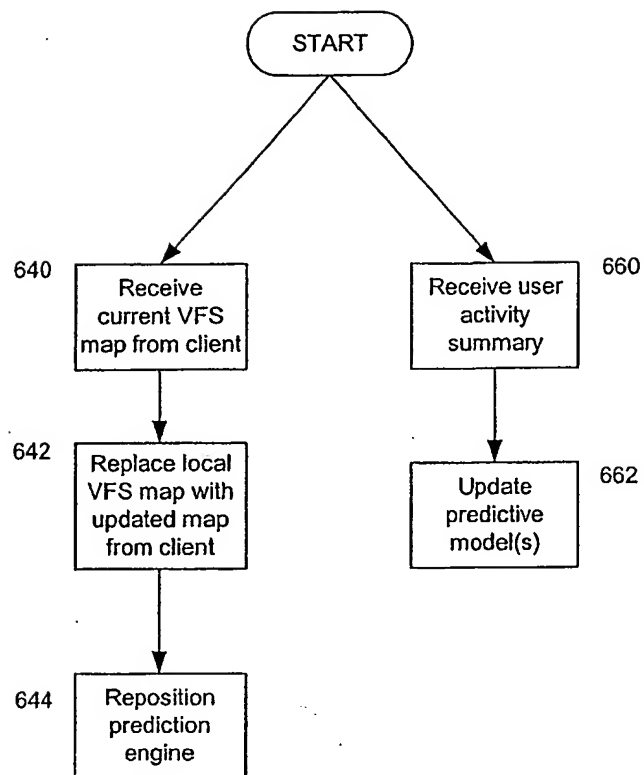 START
640
Receive
current VFS
map from client
642
Replace local
VFS map with
updated map
from client
644
Reposition
prediction
engine
660
Receive user
activity
summary
662
Update
predictive
model(s)